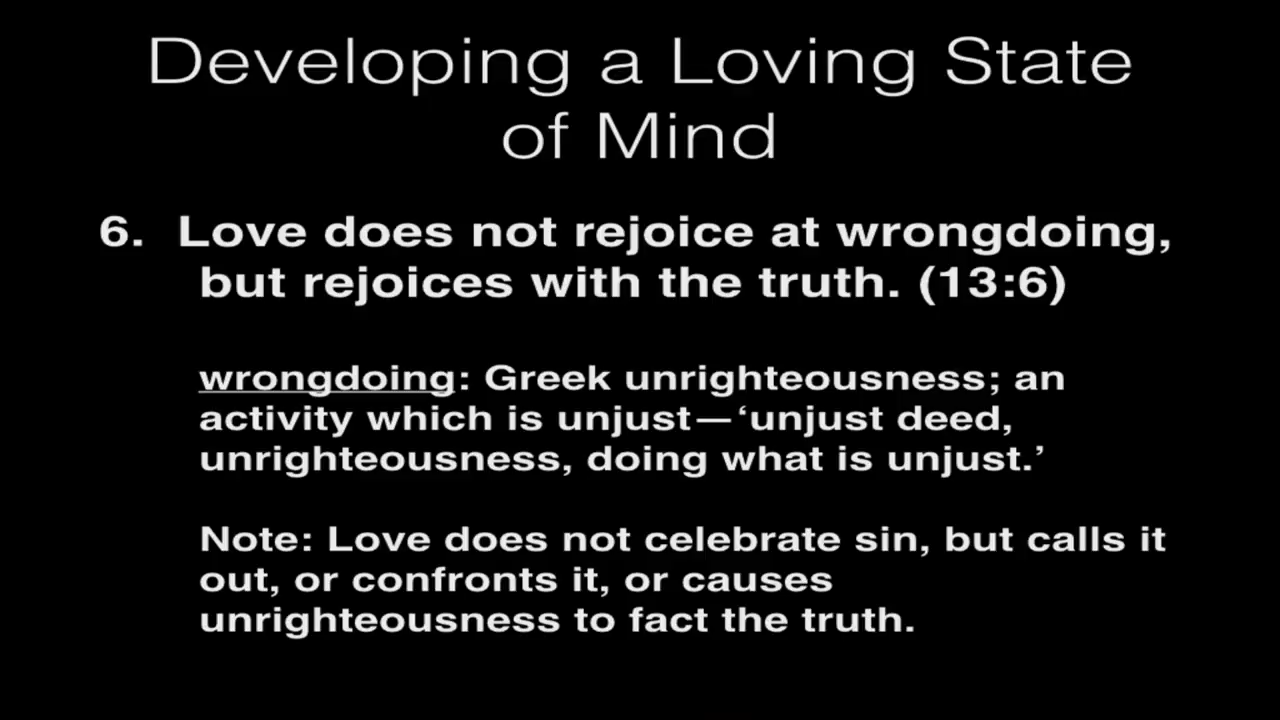 Developing a Loving State
of Mind
6. Love does not rejoice at wrongdoing,
but rejoices with the truth. (13:6)
wrongdoing: Greek unrighteousness; an
activity which is unjust—‘unjust deed,
unrighteousness, doing what is unjust.’
Note: Love does not celebrate sin, but calls it
out, or confronts it, or causes
unrighteousness to fact the truth.